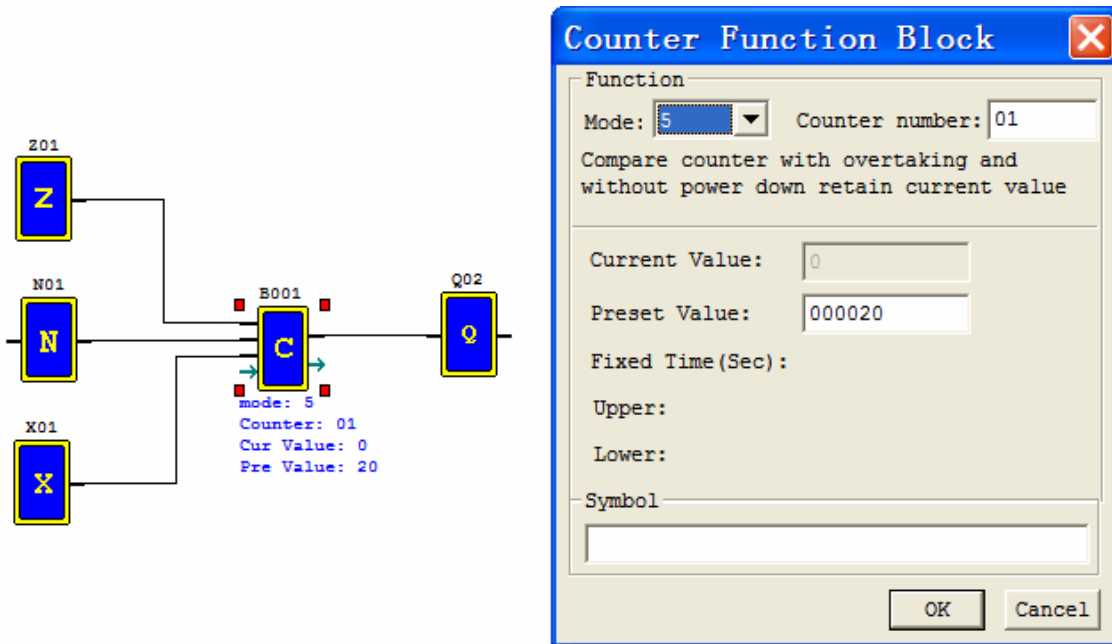 Z01
Z
N01
N
X01
X
B001
C
mode: 5
Counter: 01
Cur Value: 0
Pre Value: 20
Q02
Q
Counter Function Block
Function
Mode: 5
Counter number: 01
Compare counter with overtaking and
without power down retain current value
Current Value: 0
Preset Value: 000020
Fixed Time(Sec):
Upper:
Lower:
Symbol
OK
Cancel